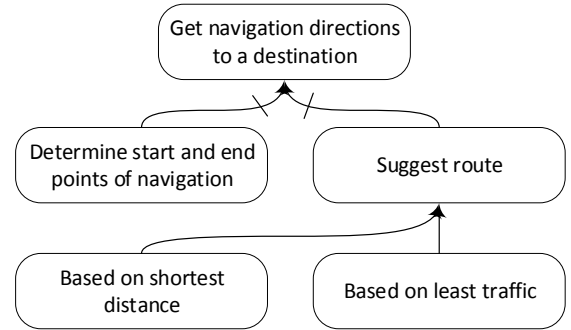 Get navigation directions
to a destination
Determine start and end
points of navigation
Suggest route
Based on shortest
distance
Based on least traffic